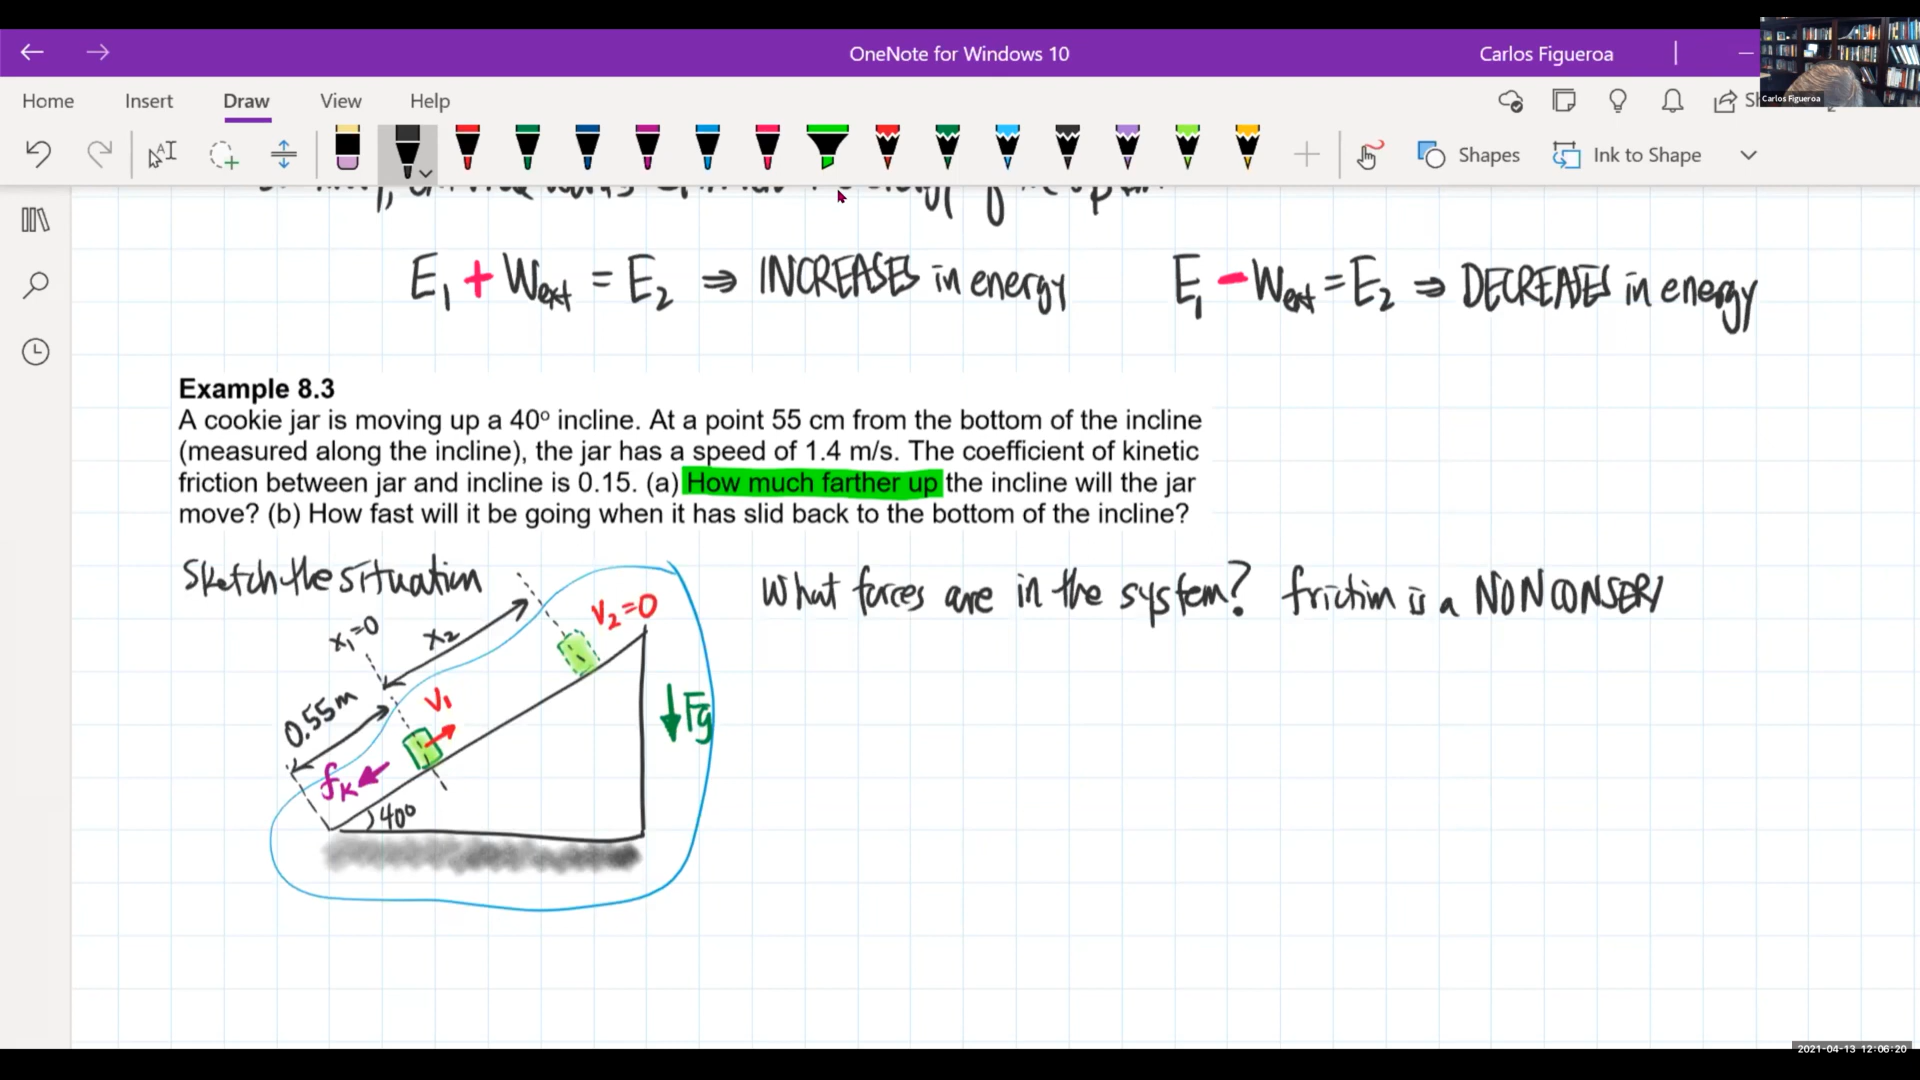 OneNote for Windows 10
Carlos Figueroa
Carlos Figueroa
Home Insert Draw View Help
Shapes Ink to Shape
E₁ + Wext = E₂ ⇒ INCREASES in energy
E₁ - Wext = E₂ ⇒ DECREASES in energy
Example 8.3
A cookie jar is moving up a 40º incline. At a point 55 cm from the bottom of the incline
(measured along the incline), the jar has a speed of 1.4 m/s. The coefficient of kinetic
friction between jar and incline is 0.15. (a) How much farther up the incline will the jar
move? (b) How fast will it be going when it has slid back to the bottom of the incline?
Sketch the situation
What forces are in the system? friction is a NONCONSERV
x₁=0
x₂
V₂=0
0.55m
V₁
fk
Fg
40º
2021-04-13 12:06:20